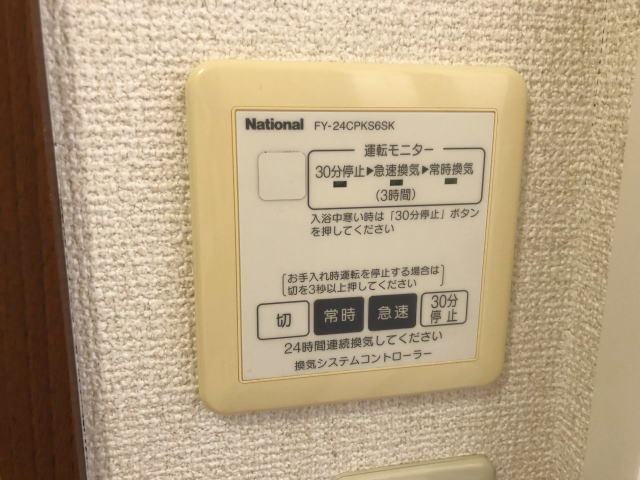 National FY-24CPKS6SK
運転モニター
30分停止▶急速換気▶常時換気
(3時間)
入浴中寒い時は「30分停止」ボタン
を押してください
お手入れ時運転を停止する場合は
切を3秒以上押してください
切 常時 急速 30分
停止
24時間連続換気してください
換気システムコントローラー